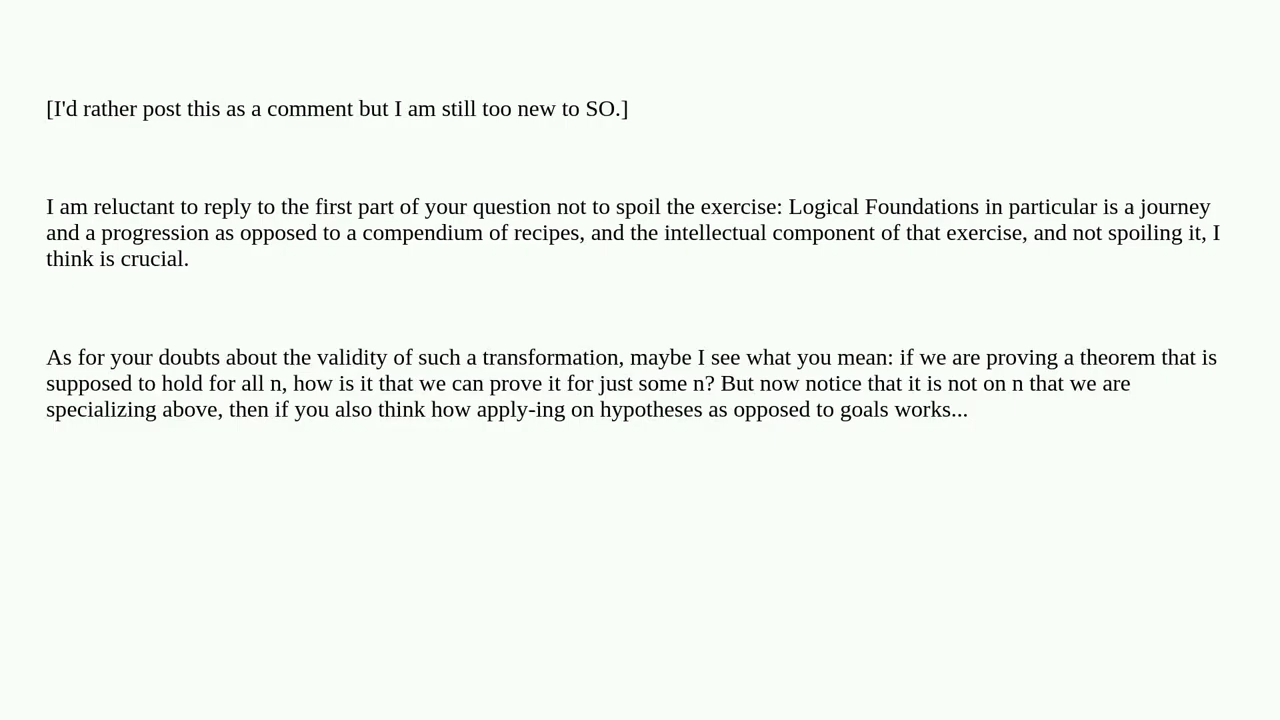 [I'd rather post this as a comment but I am still too new to SO.]
I am reluctant to reply to the first part of your question not to spoil the exercise: Logical Foundations in particular is a journey
and a progression as opposed to a compendium of recipes, and the intellectual component of that exercise, and not spoiling it, I
think is crucial.
As for your doubts about the validity of such a transformation, maybe I see what you mean: if we are proving a theorem that is
supposed to hold for all n, how is it that we can prove it for just some n? But now notice that it is not on n that we are
specializing above, then if you also think how apply-ing on hypotheses as opposed to goals works...